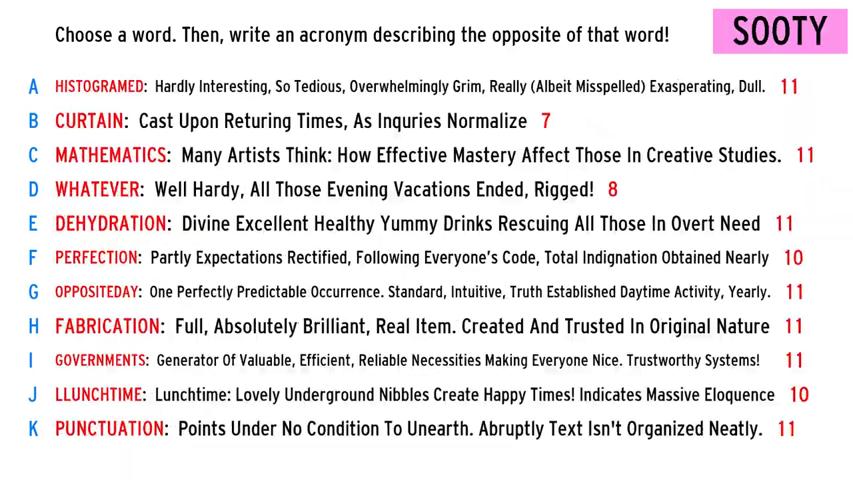 Choose a word. Then, write an acronym describing the opposite of that word!
SOOTY
A HISTOGRAMED: Hardly Interesting, So Tedious, Overwhelmingly Grim, Really (Albeit Misspelled) Exasperating, Dull. 11
B CURTAIN: Cast Upon Returing Times, As Inquries Normalize 7
C MATHEMATICS: Many Artists Think: How Effective Mastery Affect Those In Creative Studies. 11
D WHATEVER: Well Hardy, All Those Evening Vacations Ended, Rigged! 8
E DEHYDRATION: Divine Excellent Healthy Yummy Drinks Rescuing All Those In Overt Need 11
F PERFECTION: Partly Expectations Rectified, Following Everyone's Code, Total Indignation Obtained Nearly 10
G OPPOSITEDAY: One Perfectly Predictable Occurrence. Standard, Intuitive, Truth Established Daytime Activity, Yearly. 11
H FABRICATION: Full, Absolutely Brilliant, Real Item. Created And Trusted In Original Nature 11
I GOVERNMENTS: Generator Of Valuable, Efficient, Reliable Necessities Making Everyone Nice. Trustworthy Systems! 11
J LLUNCHTIME: Lunchtime: Lovely Underground Nibbles Create Happy Times! Indicates Massive Eloquence 10
K PUNCTUATION: Points Under No Condition To Unearth. Abruptly Text Isn't Organized Neatly. 11